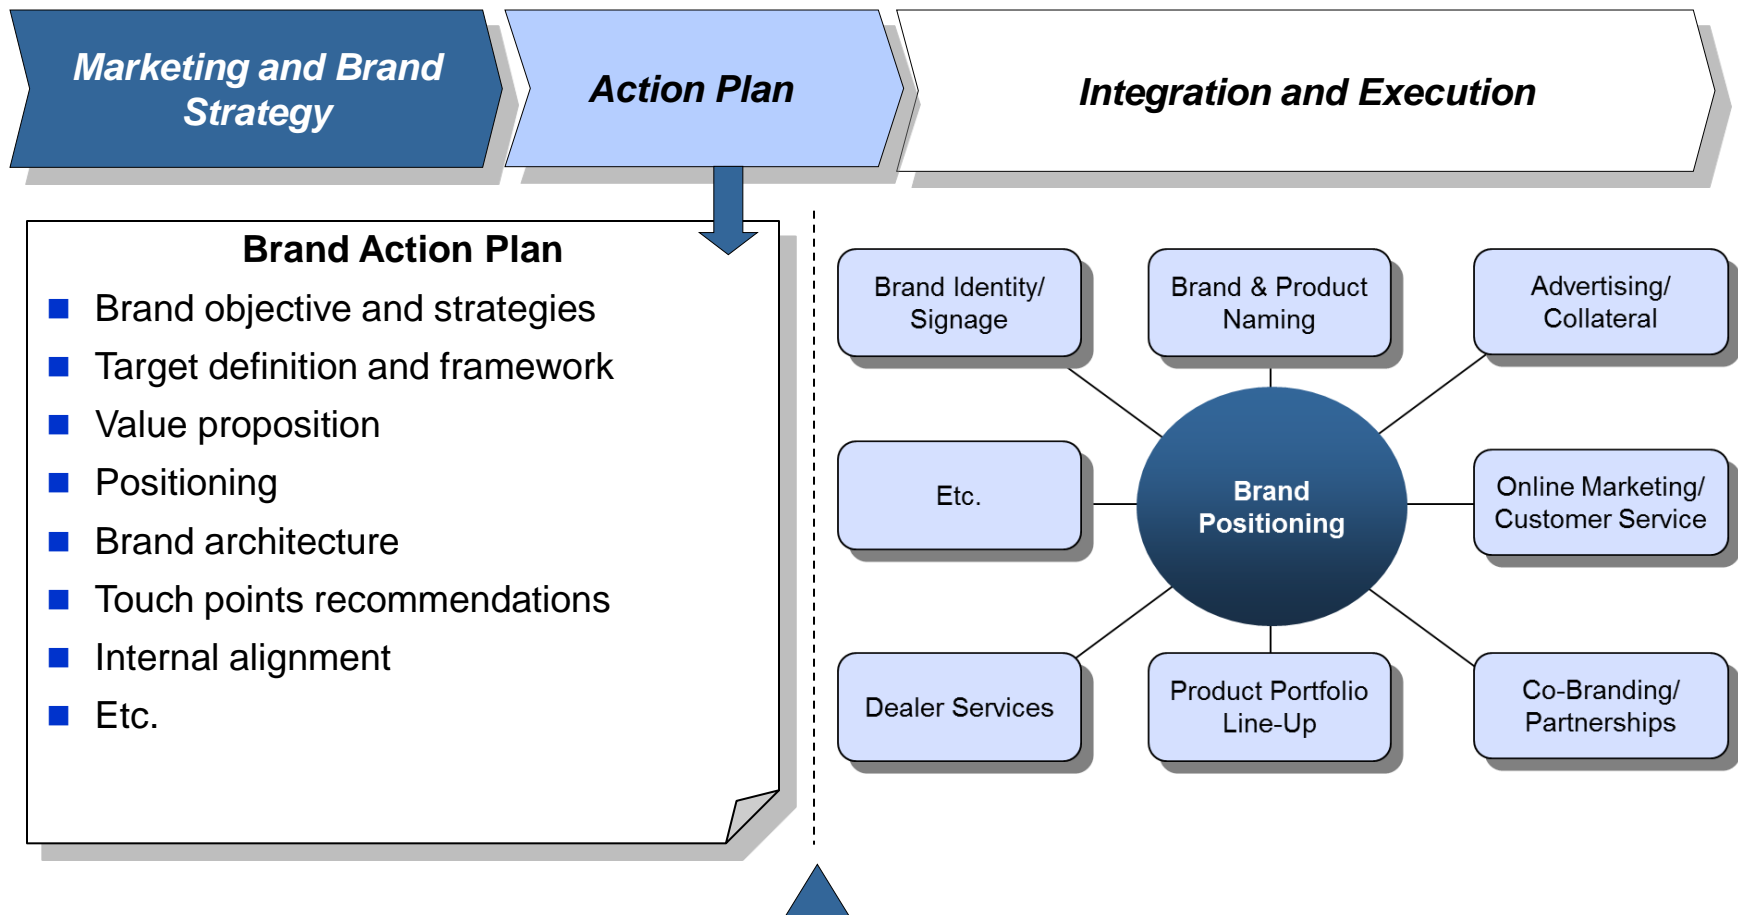 Marketing and Brand
Strategy
Action Plan
Integration and Execution
Brand Action Plan
Brand objective and strategies
Target definition and framework
Value proposition
Positioning
Brand architecture
Touch points recommendations
Internal alignment
Etc.
Brand Identity/
Signage
Brand & Product
Naming
Advertising/
Collateral
Etc.
Brand
Positioning
Online Marketing/
Customer Service
Dealer Services
Product Portfolio
Line-Up
Co-Branding/
Partnerships